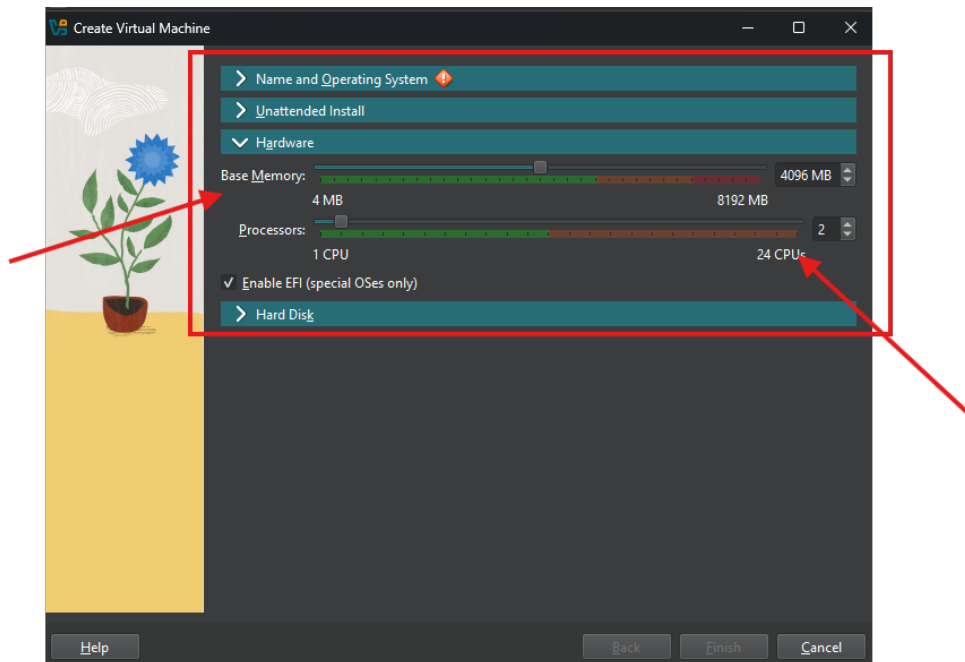 Create Virtual Machine
Name and Operating System
Unattended Install
Hardware
Base Memory: 4096 MB
4 MB 8192 MB
Processors: 2
1 CPU 24 CPUs
Enable EFI (special OSes only)
Hard Disk
Help Back Finish Cancel